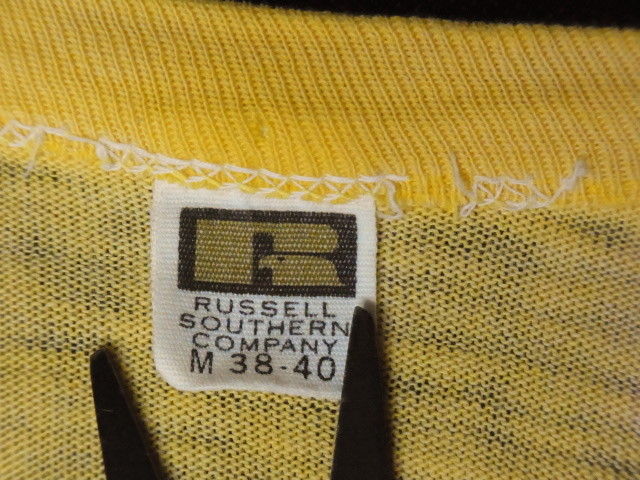 R
RUSSELL
SOUTHERN
COMPANY
M 38-40